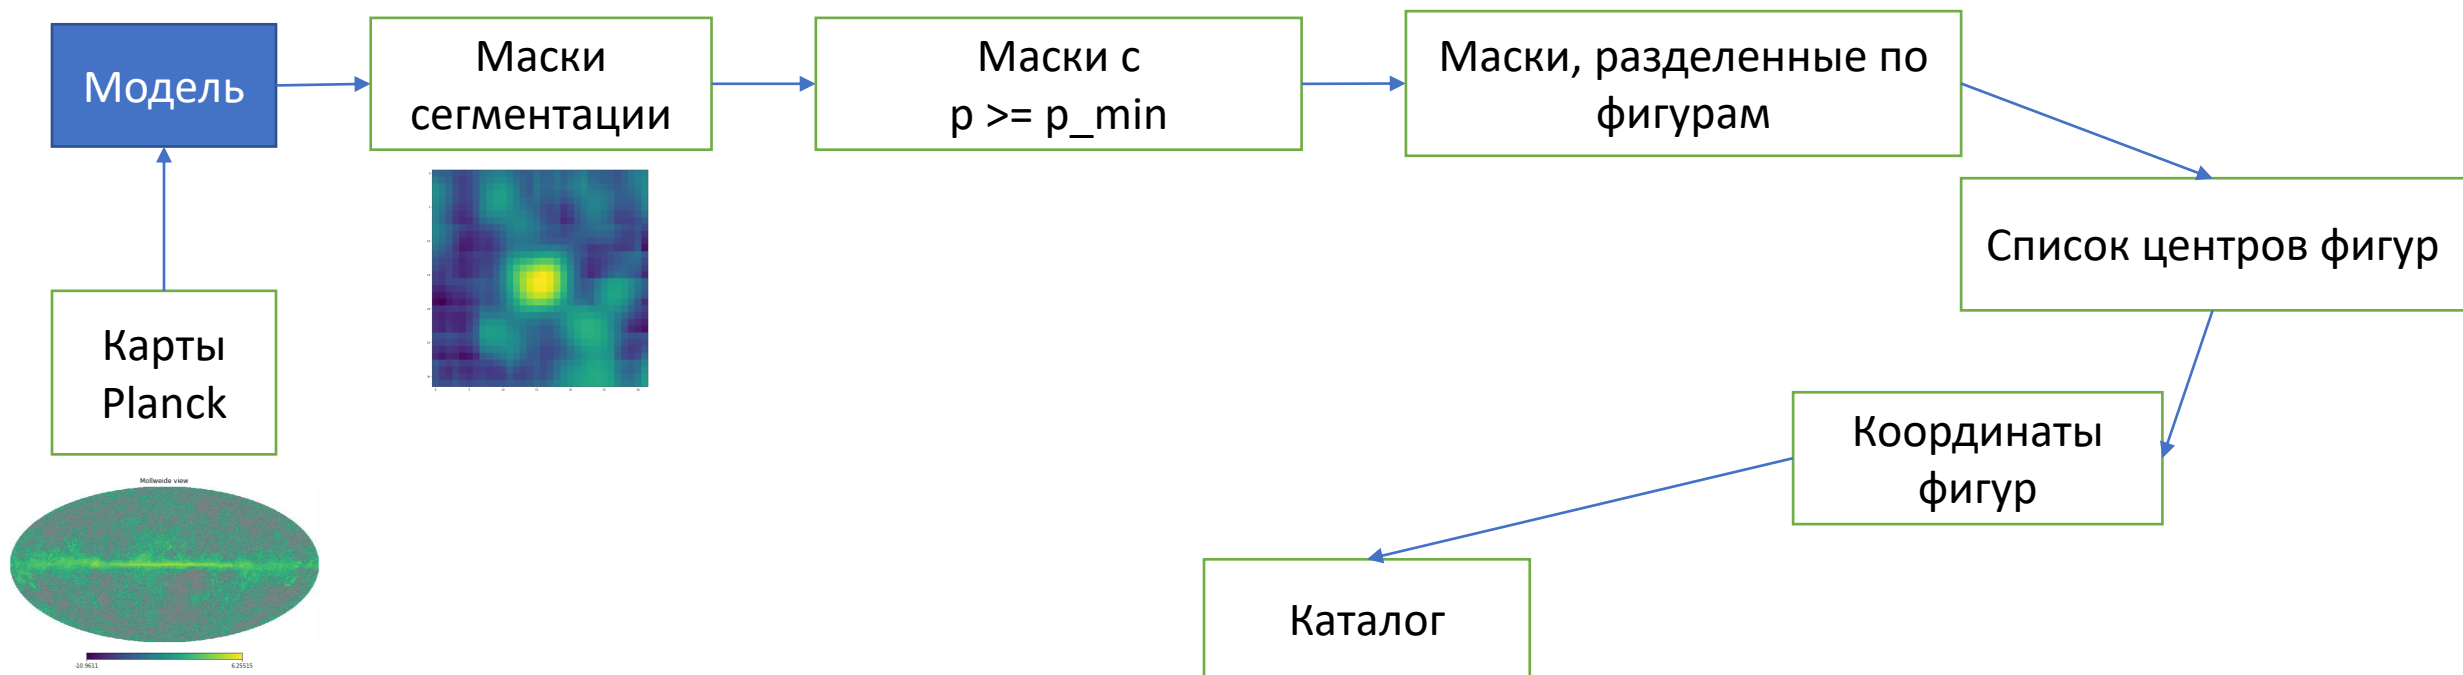 Модель
Маски
сегментации
Маски с
p >= p_min
Маски, разделенные по
фигурам
Список центров фигур
Карты
Planck
Координаты
фигур
Mollweide view
-10.9611
6.25515
Каталог